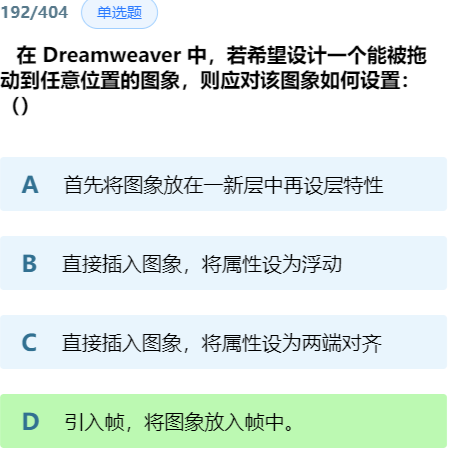 192/404 单选题
在 Dreamweaver 中，若希望设计一个能被拖
动到任意位置的图象，则应对该图象如何设置：
（）
A 首先将图象放在一新层中再设层特性
B 直接插入图象，将属性设为浮动
C 直接插入图象，将属性设为两端对齐
D 引入帧，将图象放入帧中。